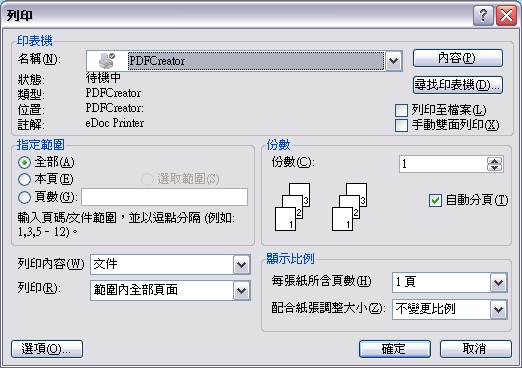 列印
印表機
名稱(N):
PDFCreator
內容(P)
狀態:
待機中
尋找印表機(D)...
類型:
PDFCreator
位置:
PDFCreator:
列印至檔案(L)
註解:
eDoc Printer
手動雙面列印(X)
指定範圍
全部(A)
本頁(E)
選取範圍(S)
頁數(G):
輸入頁碼/文件範圍，並以逗點分隔 (例如:
1,3,5‐12)。
份數
份數(C):
1
1 2 3
1 2 3
自動分頁(T)
列印內容(W)
文件
列印(R):
範圍內全部頁面
顯示比例
每張紙所含頁數(H)
1 頁
配合紙張調整大小(Z):
不變更比例
選項(O)...
確定
取消